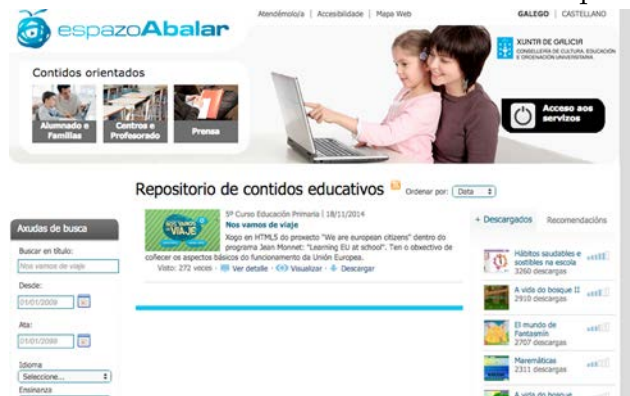 espazoAbalar
Atendémolo/a | Accesibilidade | Mapa Web
GALEGO | CASTELLANO
XUNTA DE GALICIA
CONSELLERÍA DE CULTURA, EDUCACIÓN
E ORDENACIÓN UNIVERSITARIA
Contidos orientados
Alumnado e
Familias
Centros e
Profesorado
Prensa
Acceso aos
servizos
Repositorio de contidos educativos
Ordenar por: Data
Axudas de busca
Buscar en título:
Nos vamos de viaje
Desde:
01/01/2009
Ata:
01/01/2088
Idioma
Seleccione...
Ensinanza
NOS VAMOS
DE VIAJE
5º Curso Educación Primaria | 18/11/2014
Nos vamos de viaje
Xogo en HTML5 do proxecto "We are european citizens" dentro do
programa Jean Monnet: "Learning EU at school". Ten o obxectivo de
coñecer os aspectos básicos do funcionamento da Unión Europea.
Visto: 272 veces · Ver detalle · Visualizar · Descargar
+ Descargados
Recomendacións
Hábitos saudables e
sostibles na escola
3260 descargas
A vida do bosque II
2910 descargas
El mundo de
Fantasmín
2707 descargas
Maremáticas
2311 descargas
A vida do bosque